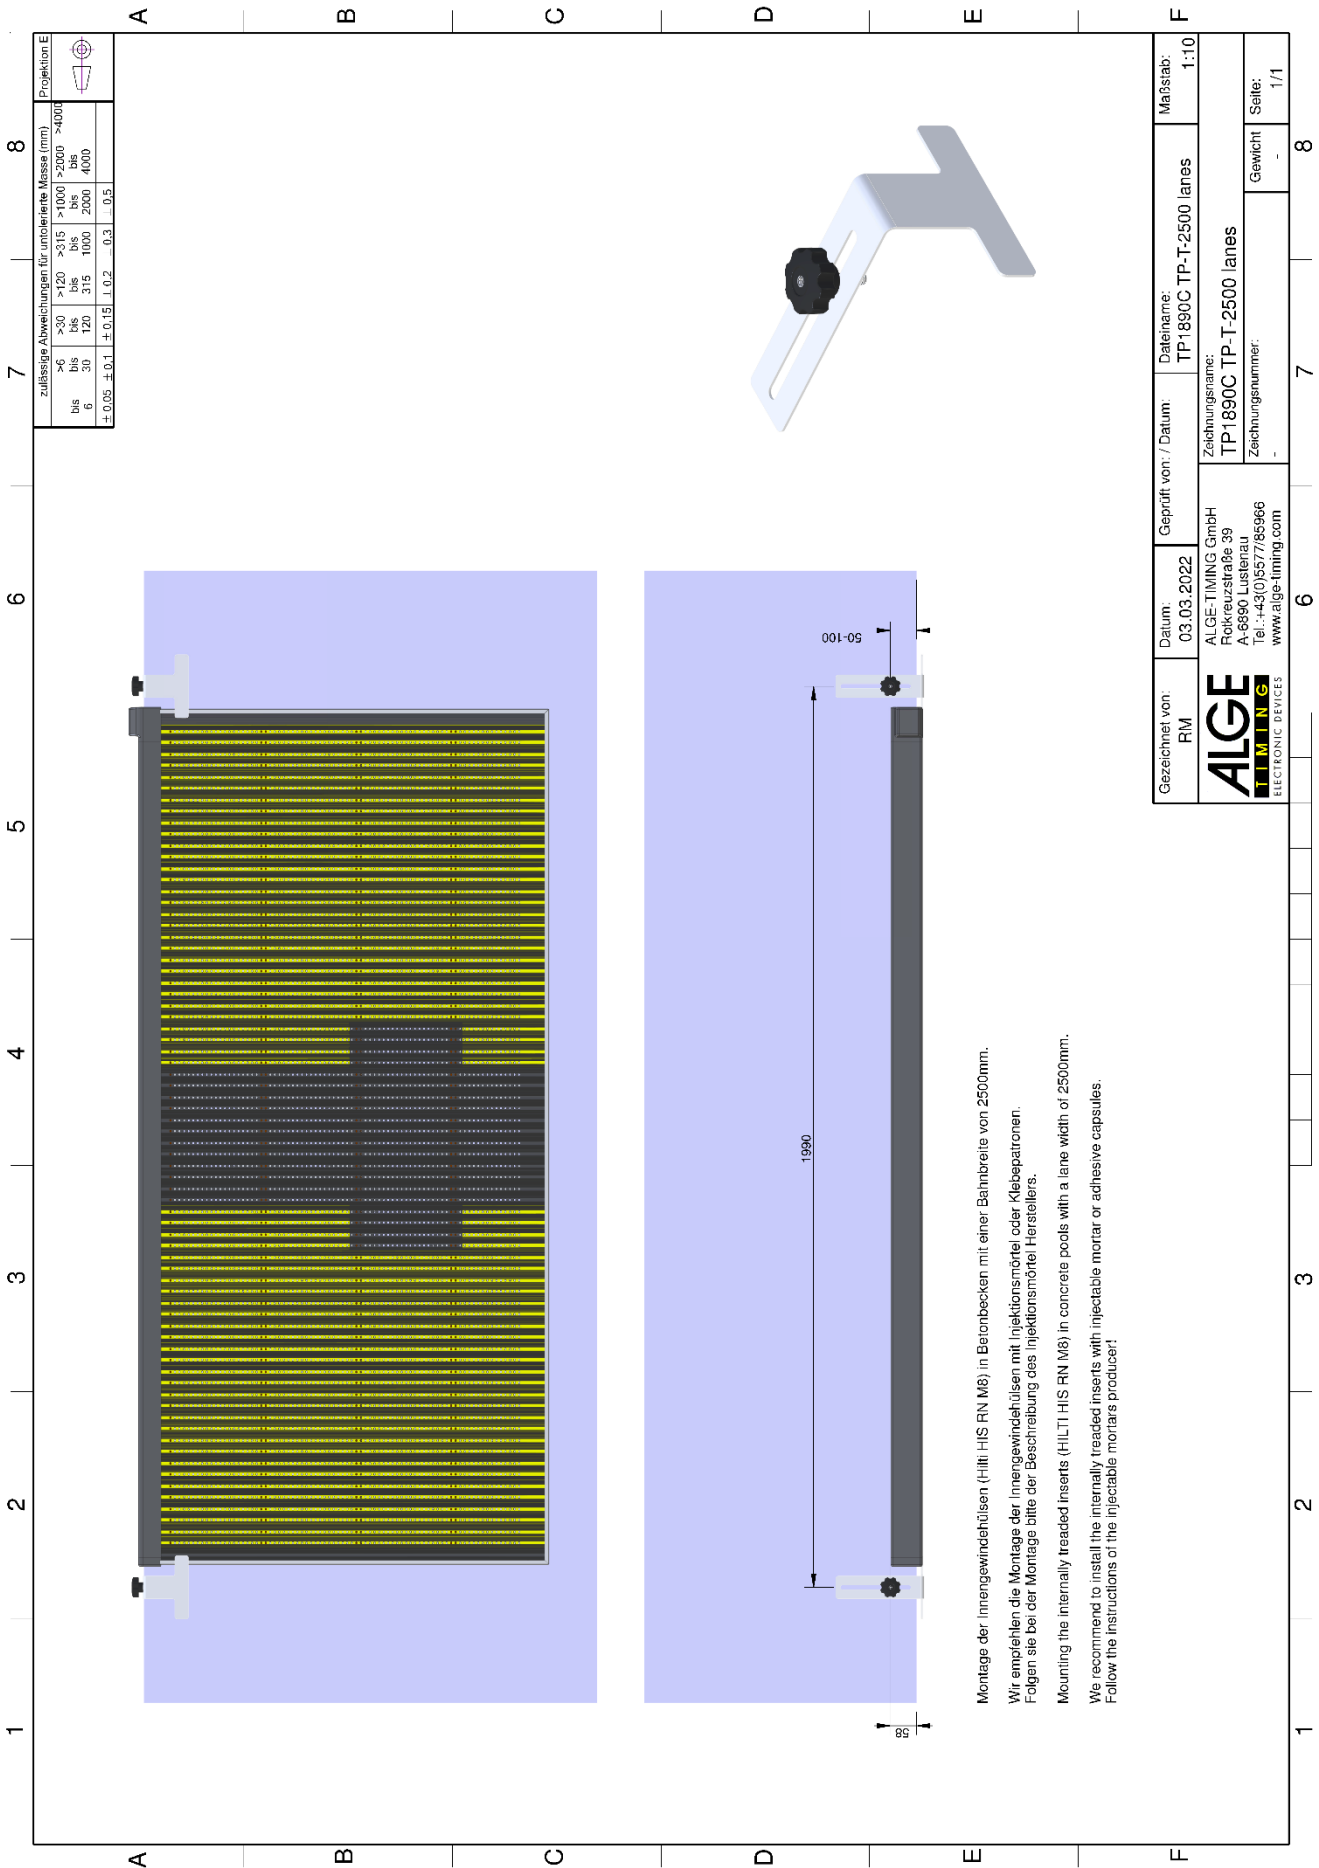 1 2 3 4 5 6 7 8
A
B
C
D
E
F
zulässige Abweichungen für untolerierte Masse (mm)
Projektion E
>6 >30 >120 >315 >1000 >2000 >4000
bis bis bis bis bis bis bis
6 30 120 315 1000 2000 4000
± 0,05 ± 0,1 ± 0,15 ± 0,2 ± 0,3 ± 0,5
50-100
1990
58
Montage der Innengewindehülsen (Hilti HIS RN M8) in Betonbecken mit einer Bahnbreite von 2500mm.
Wir empfehlen die Montage der Innengewindehülsen mit Injektionsmörtel oder Klebepatronen.
Folgen sie bei der Montage bitte der Beschreibung des Injektionsmörtel Herstellers.
Mounting the internally treaded inserts (HILTI HIS RN M8) in concrete pools with a lane width of 2500mm.
We recommend to install the internally treaded inserts with injectable mortar or adhesive capsules.
Follow the instructions of the injectable mortars producer!
Gezeichnet von:
RM
Datum:
03.03.2022
Geprüft von: / Datum:
Dateiname:
TP1890C TP-T-2500 lanes
Maßstab:
1:10
ALGE
TIMING
ELECTRONIC DEVICES
ALGE-TIMING GmbH
Rotkreuzstraße 39
A-6890 Lustenau
Tel.:+43(0)5577/85966
www.alge-timing.com
Zeichnungsname:
TP1890C TP-T-2500 lanes
Zeichnungsnummer:
-
Gewicht
-
Seite:
1/1
1 2 3 4 5 6 7 8
A
B
C
D
E
F